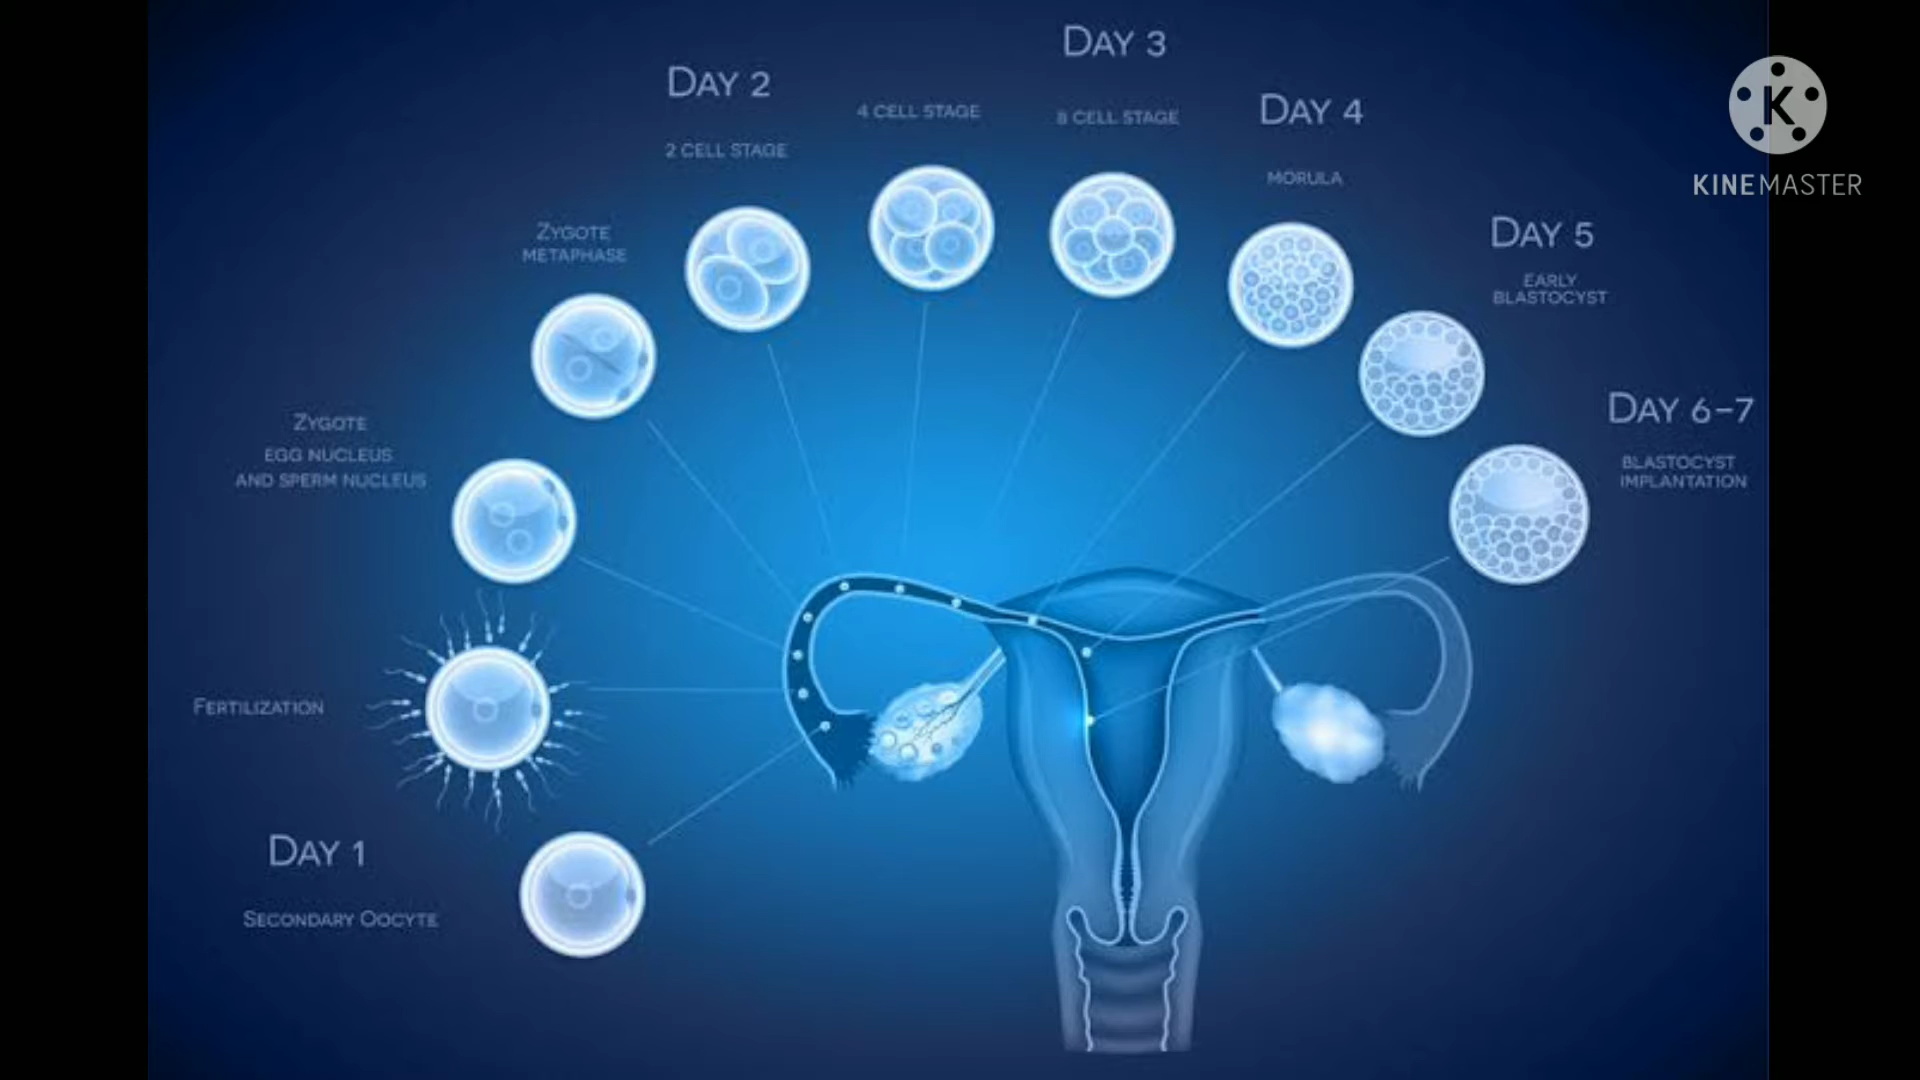 DAY 1
SECONDARY OOCYTE
FERTILIZATION
ZYGOTE
EGG NUCLEUS
AND SPERM NUCLEUS
ZYGOTE
METAPHASE
DAY 2
2 CELL STAGE
4 CELL STAGE
DAY 3
8 CELL STAGE
DAY 4
MORULA
DAY 5
EARLY
BLASTOCYST
DAY 6-7
BLASTOCYST
IMPLANTATION
K
KINEMASTER